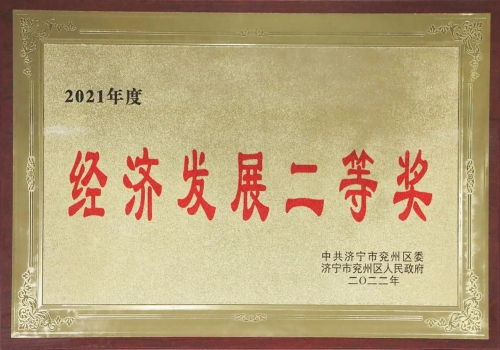 2021年度
经济发展二等奖
中共济宁市兖州区委
济宁市兖州区人民政府
二〇二二年